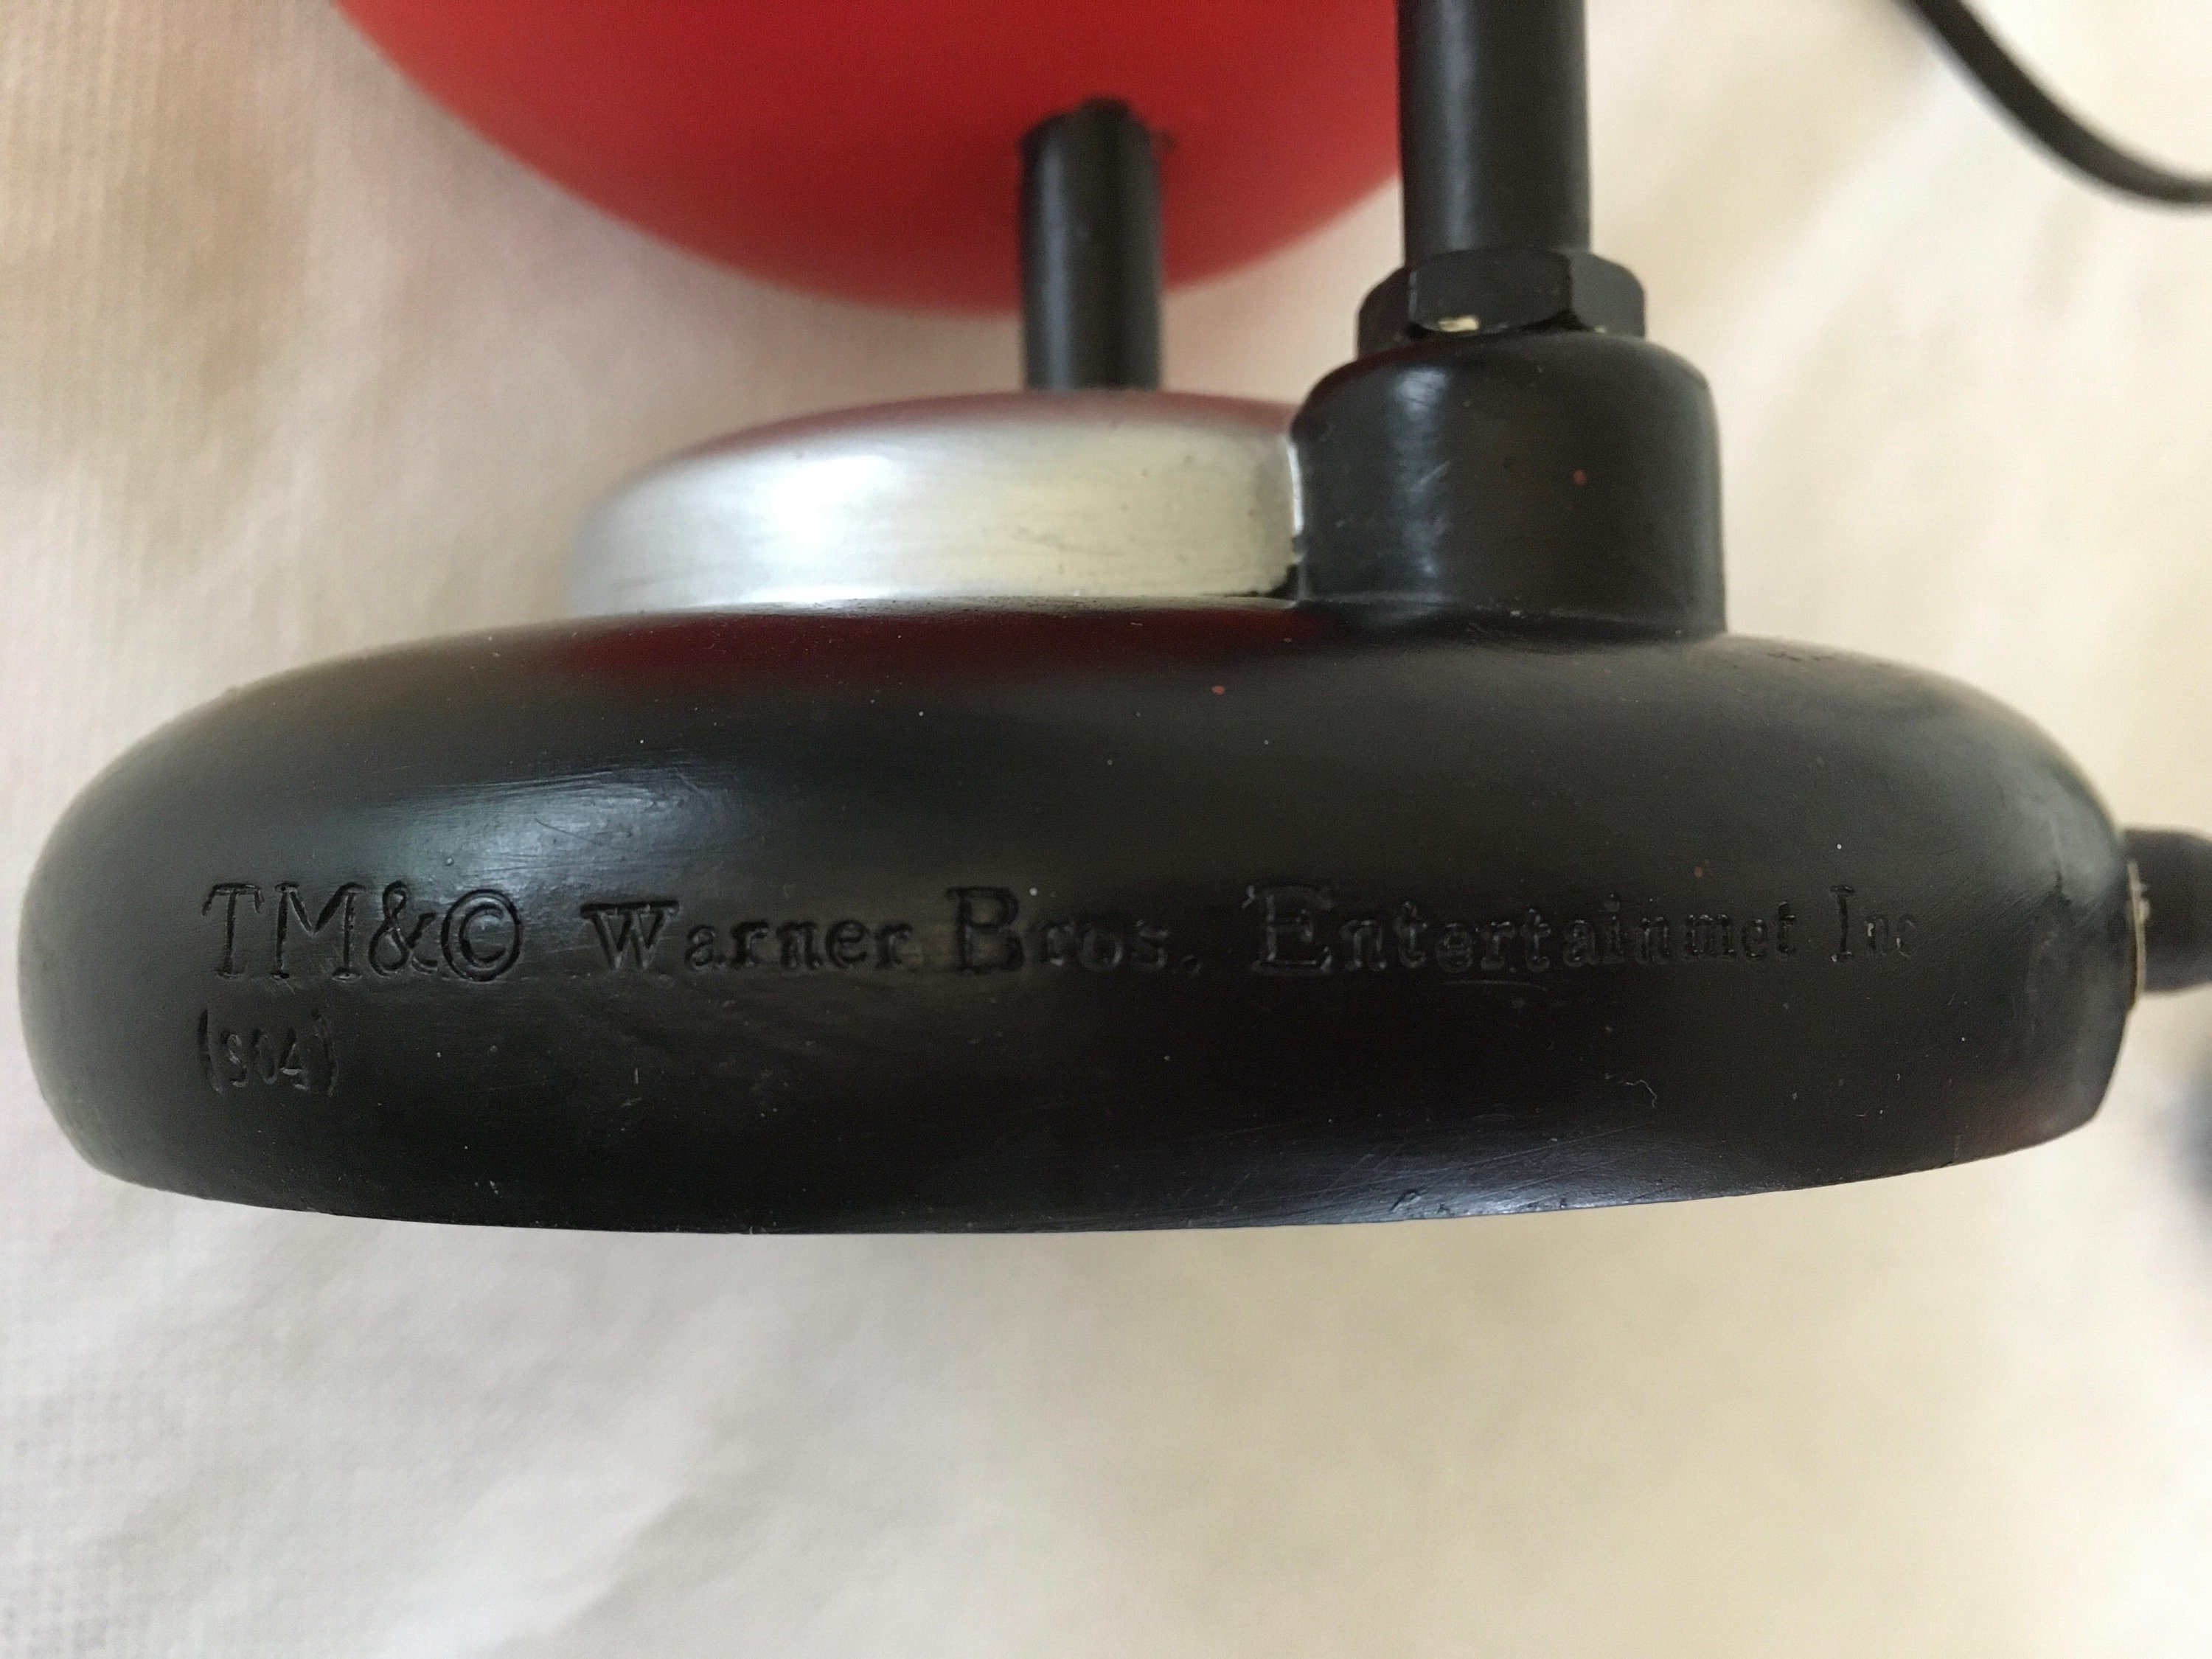 TM&© Warner Bros. Entertainmet Inc
(s04)